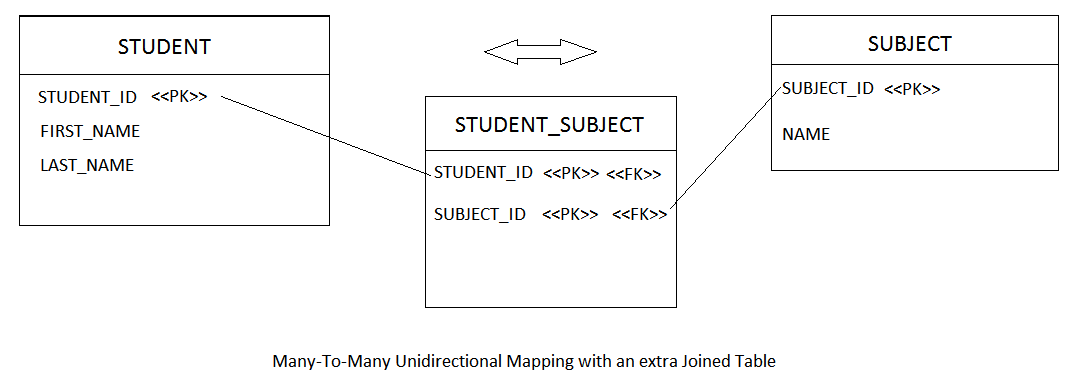 STUDENT
STUDENT_ID <<PK>>
FIRST_NAME
LAST_NAME
STUDENT_SUBJECT
STUDENT_ID <<PK>> <<FK>>
SUBJECT_ID <<PK>> <<FK>>
SUBJECT
SUBJECT_ID <<PK>>
NAME
Many-To-Many Unidirectional Mapping with an extra Joined Table